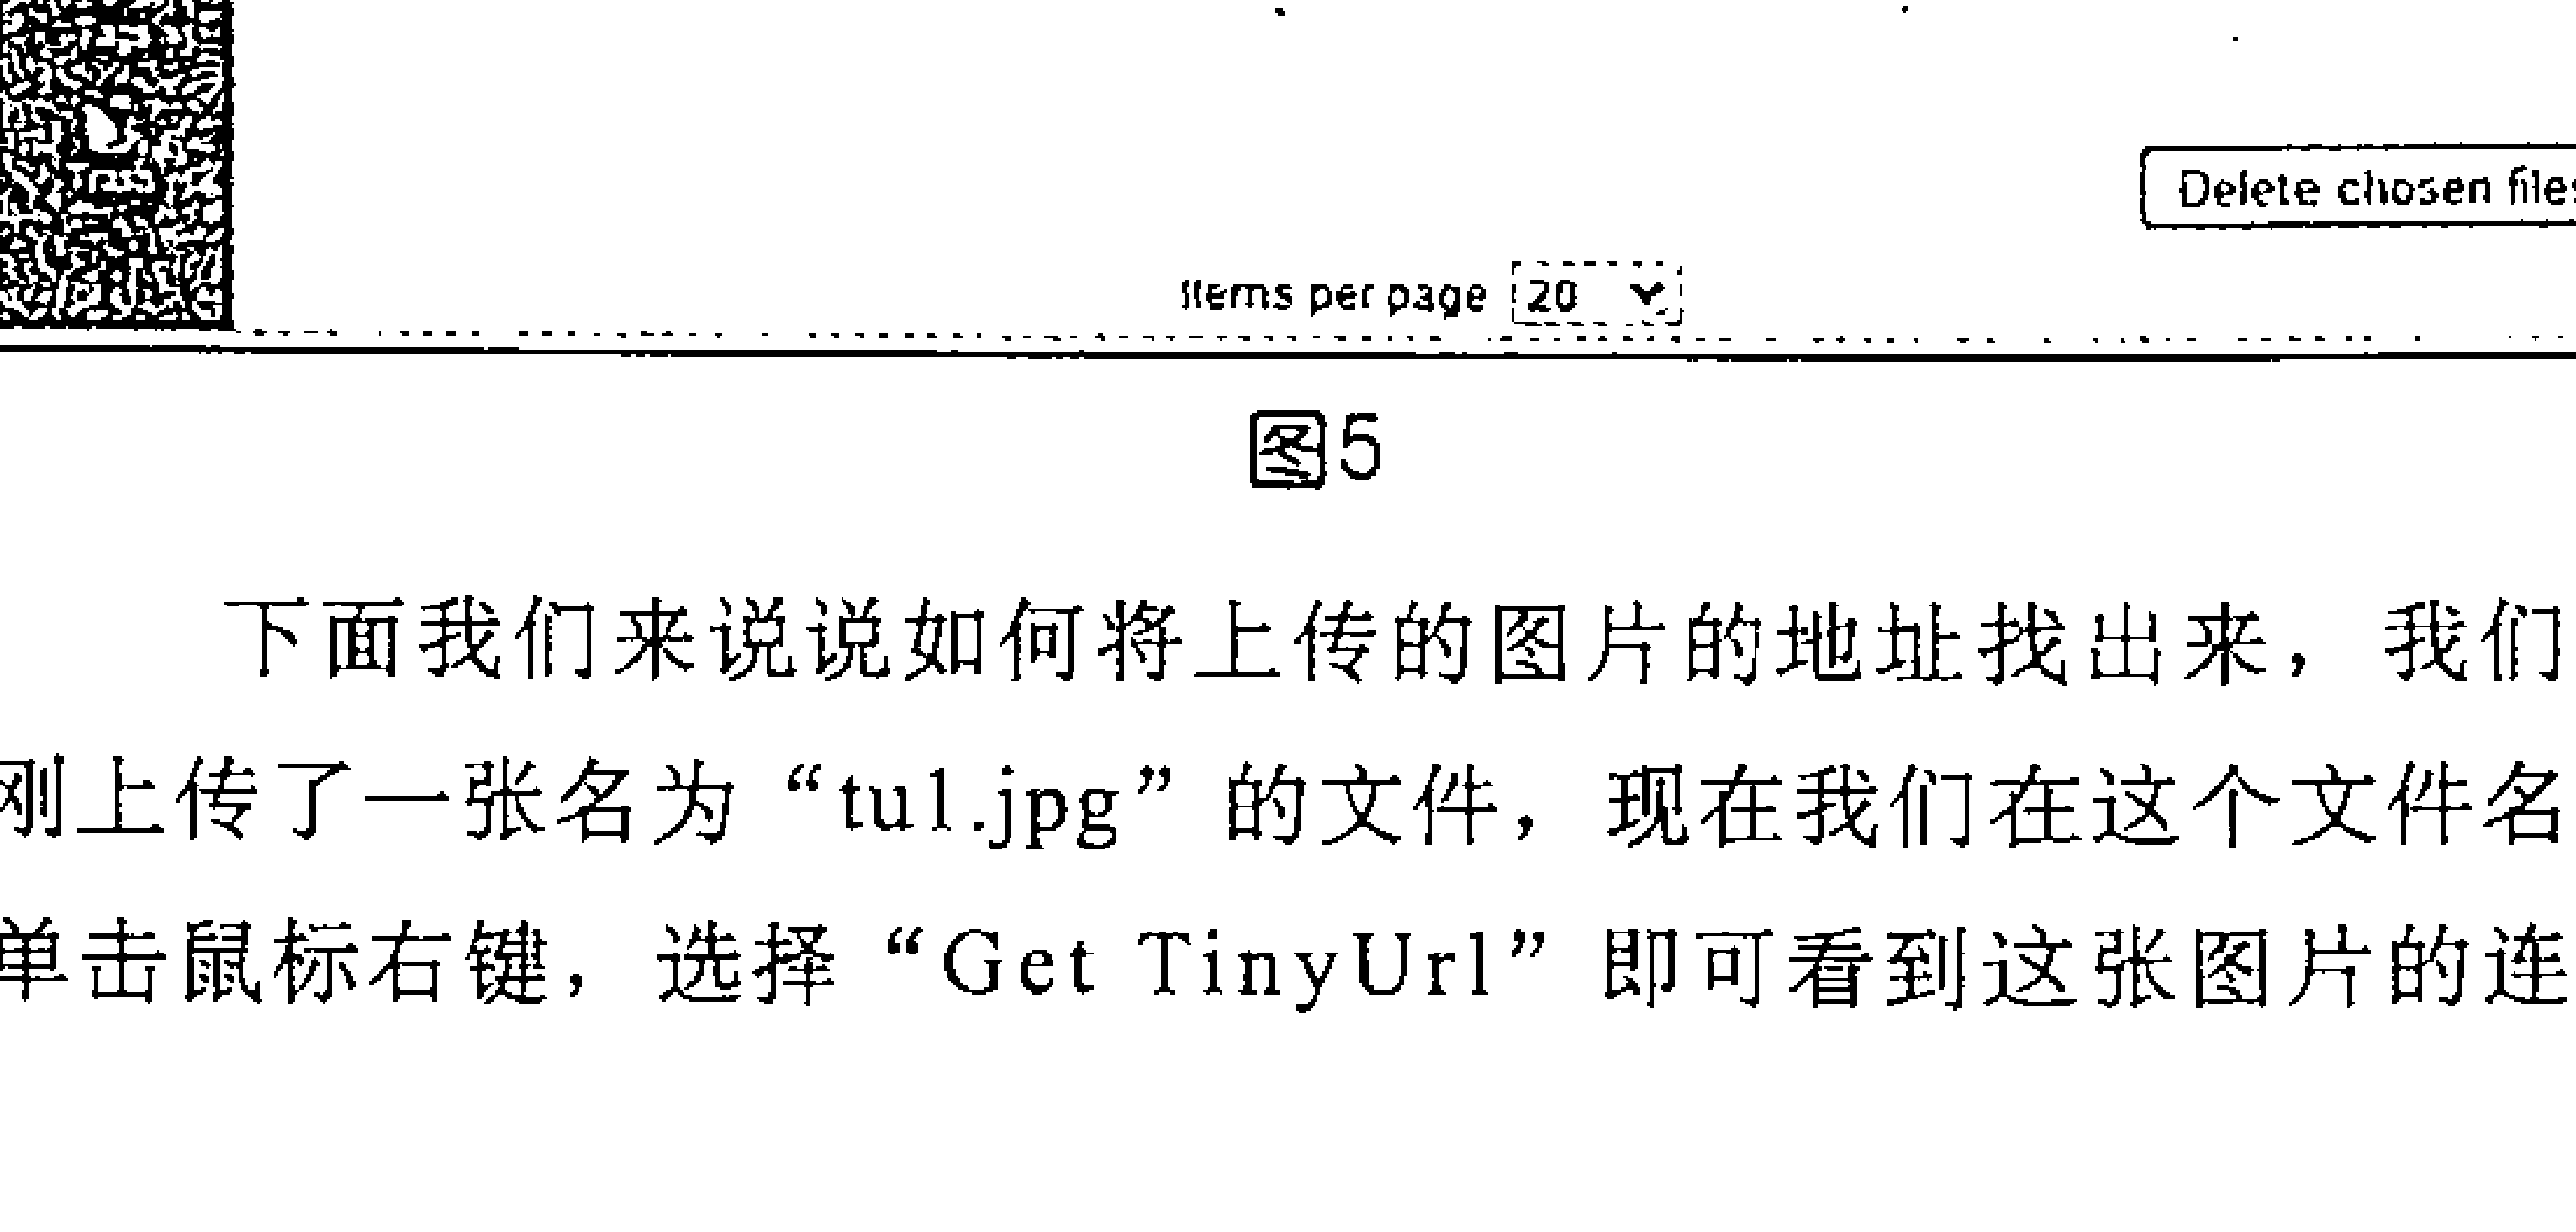 Delete chosen files
Items per page 20
图5
下面我们来说说如何将上传的图片的地址找出来，我们
刚上传了一张名为“tu1.jpg”的文件，现在我们在这个文件名
单击鼠标右键，选择“Get TinyUrl”即可看到这张图片的连